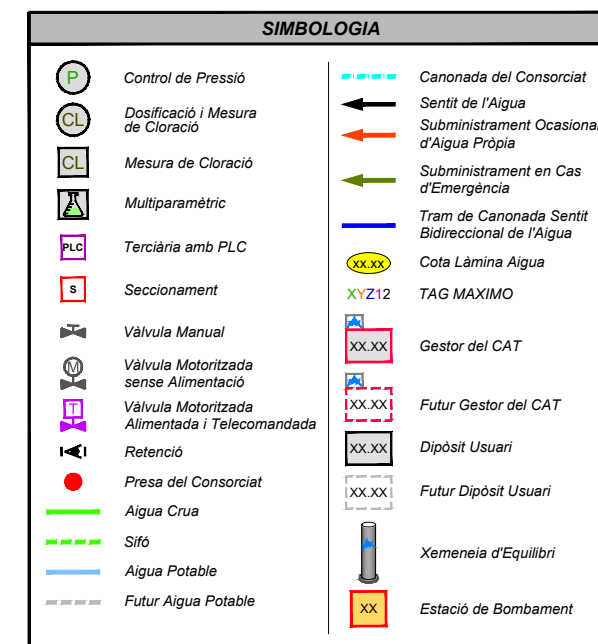 SIMBOLOGIA
P
Control de Pressió
CL
Dosificació i Mesura
de Cloració
CL
Mesura de Cloració
Multiparamètric
PLC
Terciària amb PLC
S
Seccionament
Vàlvula Manual
M
Vàlvula Motoritzada
sense Alimentació
T
Vàlvula Motoritzada
Alimentada i Telecomandada
Retenció
Presa del Consorciat
Aigua Crua
Sifó
Aigua Potable
Futur Aigua Potable
Canonada del Consorciat
Sentit de l'Aigua
Subministrament Ocasional
d'Aigua Pròpia
Subministrament en Cas
d'Emergència
Tram de Canonada Sentit
Bidireccional de l'Aigua
XX.XX
Cota Làmina Aigua
XYZ12
TAG MAXIMO
XX.XX
Gestor del CAT
XX.XX
Futur Gestor del CAT
XX.XX
Dipòsit Usuari
XX.XX
Futur Dipòsit Usuari
Xemeneia d'Equilibri
XX
Estació de Bombament